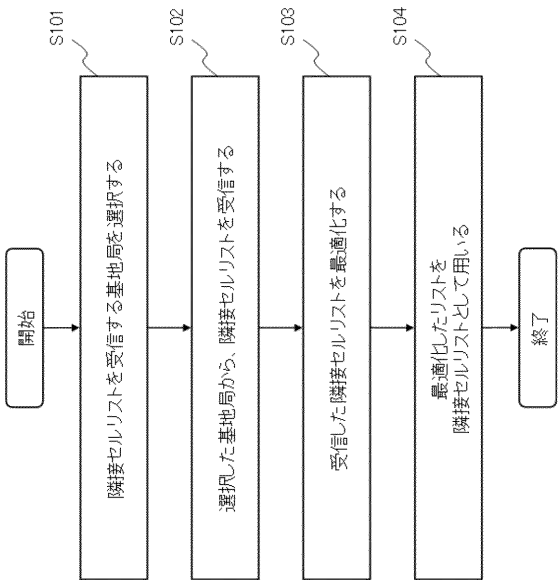 開始
S101
隣接セルリストを受信する基地局を選択する
S102
選択した基地局から、隣接セルリストを受信する
S103
受信した隣接セルリストを最適化する
S104
最適化したリストを
隣接セルリストとして用いる
終了